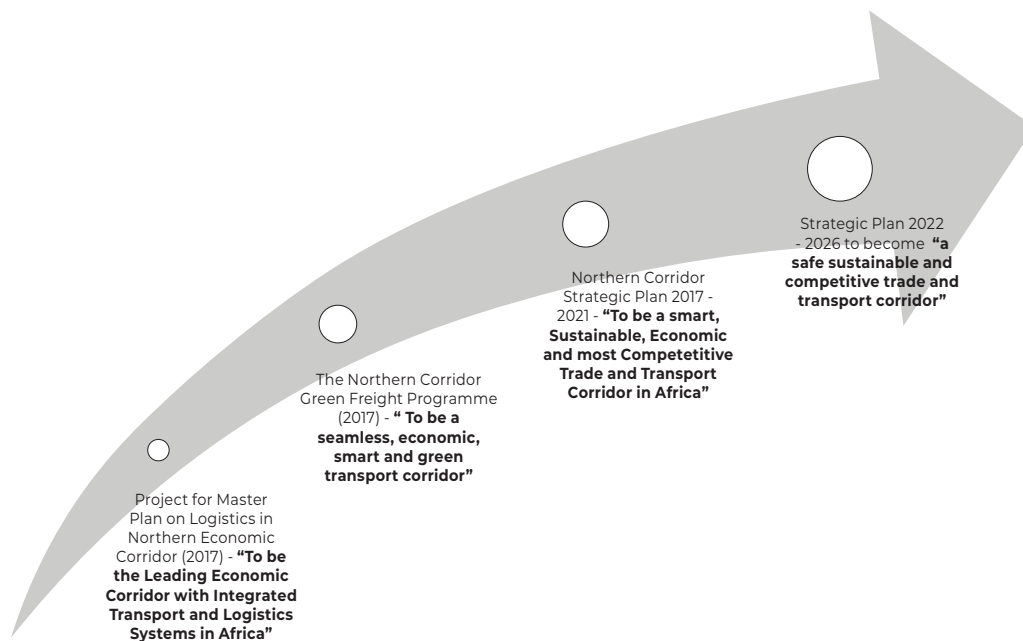 Project for Master
Plan on Logistics in
Northern Economic
Corridor (2017) - “To be
the Leading Economic
Corridor with Integrated
Transport and Logistics
Systems in Africa”
The Northern Corridor
Green Freight Programme
(2017) - “ To be a
seamless, economic,
smart and green
transport corridor”
Northern Corridor
Strategic Plan 2017 -
2021 - “To be a smart,
Sustainable, Economic
and most Competetitive
Trade and Transport
Corridor in Africa”
Strategic Plan 2022
- 2026 to become “a
safe sustainable and
competitive trade and
transport corridor”